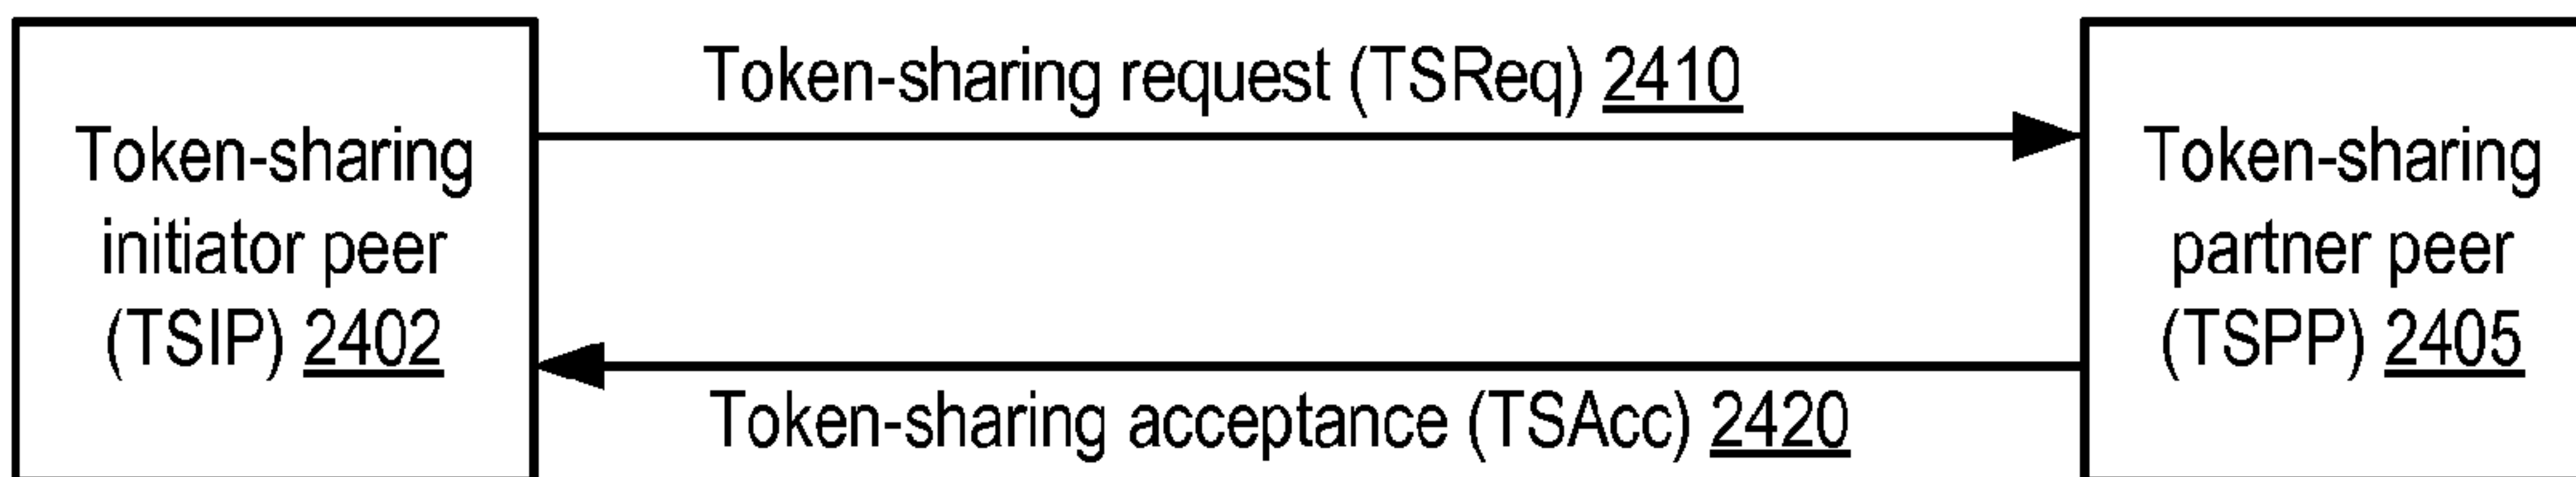 Token-sharing
initiator peer
(TSIP) 2402
Token-sharing request (TSReq) 2410
Token-sharing acceptance (TSAcc) 2420
Token-sharing
partner peer
(TSPP) 2405